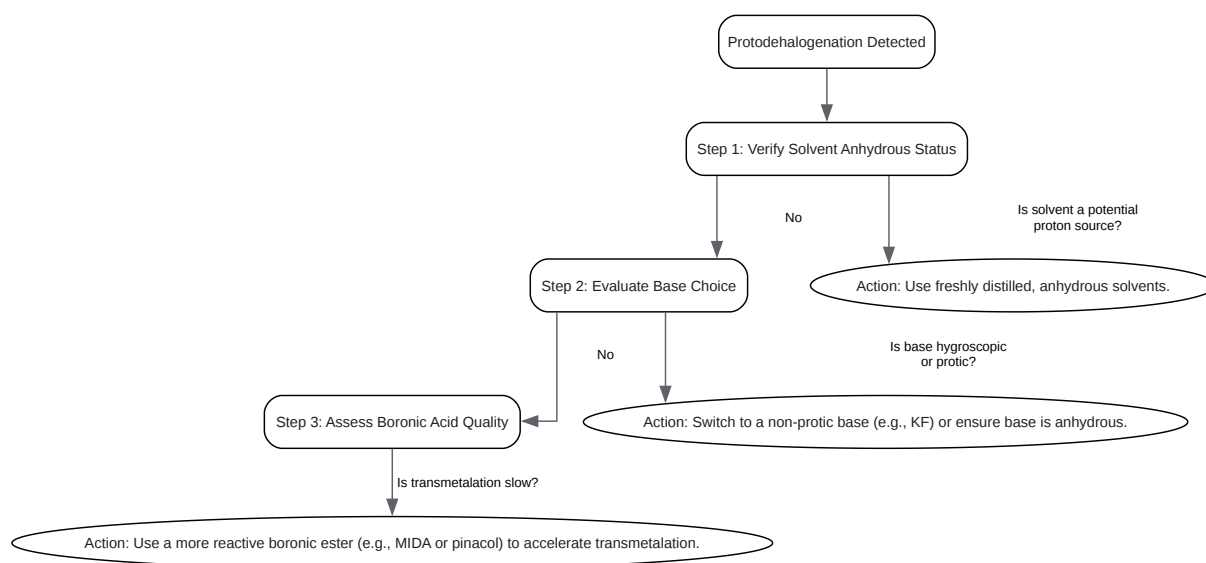 Protodehalogenation Detected
Step 1: Verify Solvent Anhydrous Status
No
Is solvent a potential
proton source?
Step 2: Evaluate Base Choice
Action: Use freshly distilled, anhydrous solvents.
No
Is base hygroscopic
or protic?
Step 3: Assess Boronic Acid Quality
Action: Switch to a non-protic base (e.g., KF) or ensure base is anhydrous.
Is transmetalation slow?
Action: Use a more reactive boronic ester (e.g., MIDA or pinacol) to accelerate transmetalation.